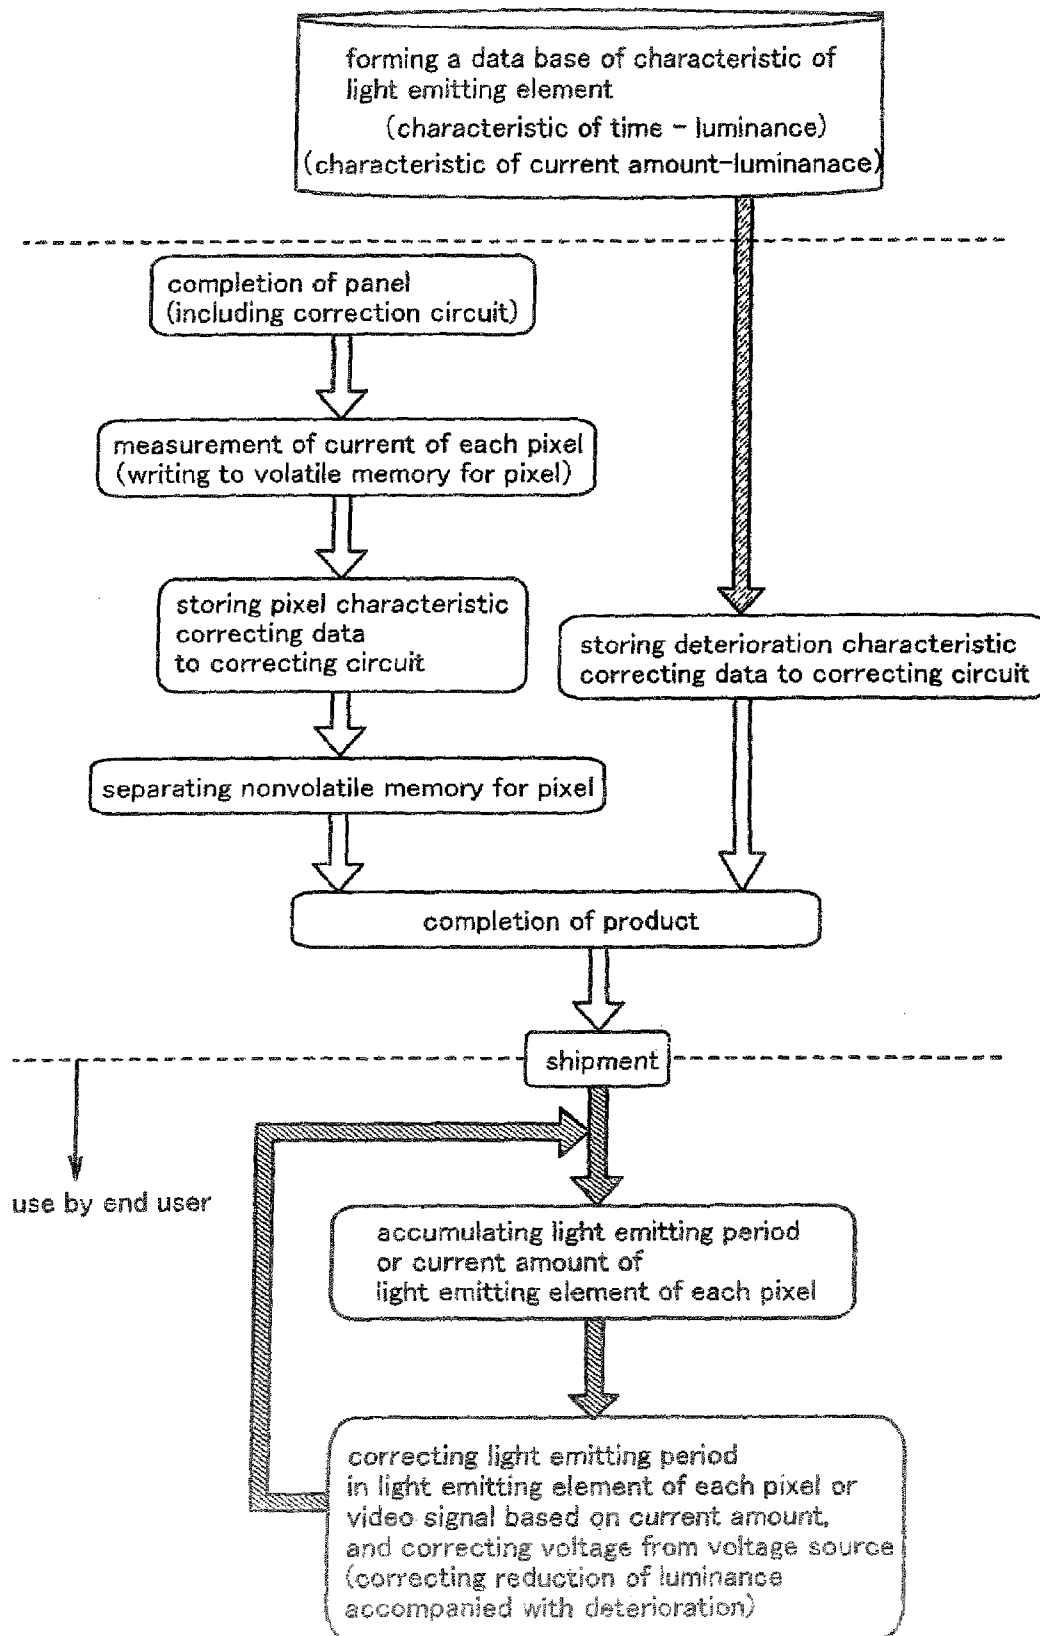 forming a data base of characteristic of
light emitting element
(characteristic of time - luminance)
(characteristic of current amount-luminanace)
completion of panel
(including correction circuit)
measurement of current of each pixel
(writing to volatile memory for pixel)
storing pixel characteristic
correcting data
to correcting circuit
storing deterioration characteristic
correcting data to correcting circuit
separating nonvolatile memory for pixel
completion of product
shipment
use by end user
accumulating light emitting period
or current amount of
light emitting element of each pixel
correcting light emitting period
in light emitting element of each pixel or
video signal based on current amount,
and correcting voltage from voltage source
(correcting reduction of luminance
accompanied with deterioration)